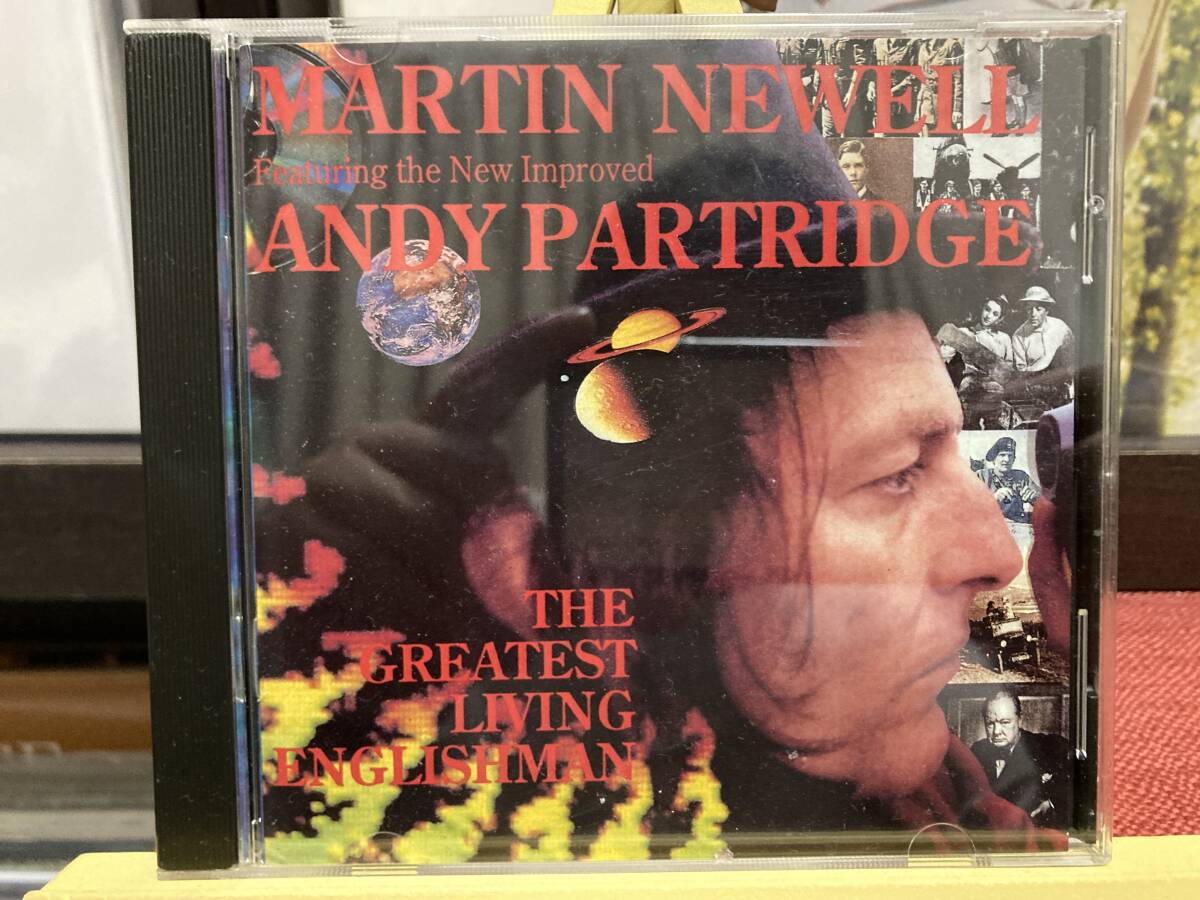 MARTIN NEWELL
Featuring the New Improved
ANDY PARTRIDGE
THE
GREATEST
LIVING
ENGLISHMAN